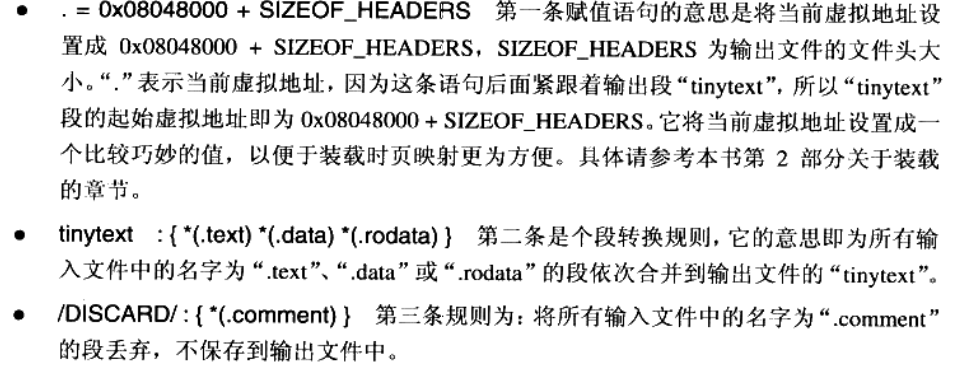 • . = 0x08048000 + SIZEOF_HEADERS 第一条赋值语句的意思是将当前虚拟地址设
置成 0x08048000 + SIZEOF_HEADERS，SIZEOF_HEADERS 为输出文件的文件头大
小。“.”表示当前虚拟地址，因为这条语句后面紧跟着输出段“tinytext”，所以“tinytext”
段的起始虚拟地址即为 0x08048000 + SIZEOF_HEADERS。它将当前虚拟地址设置成一
个比较巧妙的值，以便于装载时页映射更为方便。具体请参考本书第 2 部分关于装载
的章节。
• tinytext : { *(.text) *(.data) *(.rodata) } 第二条是个段转换规则，它的意思即为所有输
入文件中的名字为“.text”、“.data”或“.rodata”的段依次合并到输出文件的“tinytext”。
• /DISCARD/ : { *(.comment) } 第三条规则为：将所有输入文件中的名字为“.comment”
的段丢弃，不保存到输出文件中。